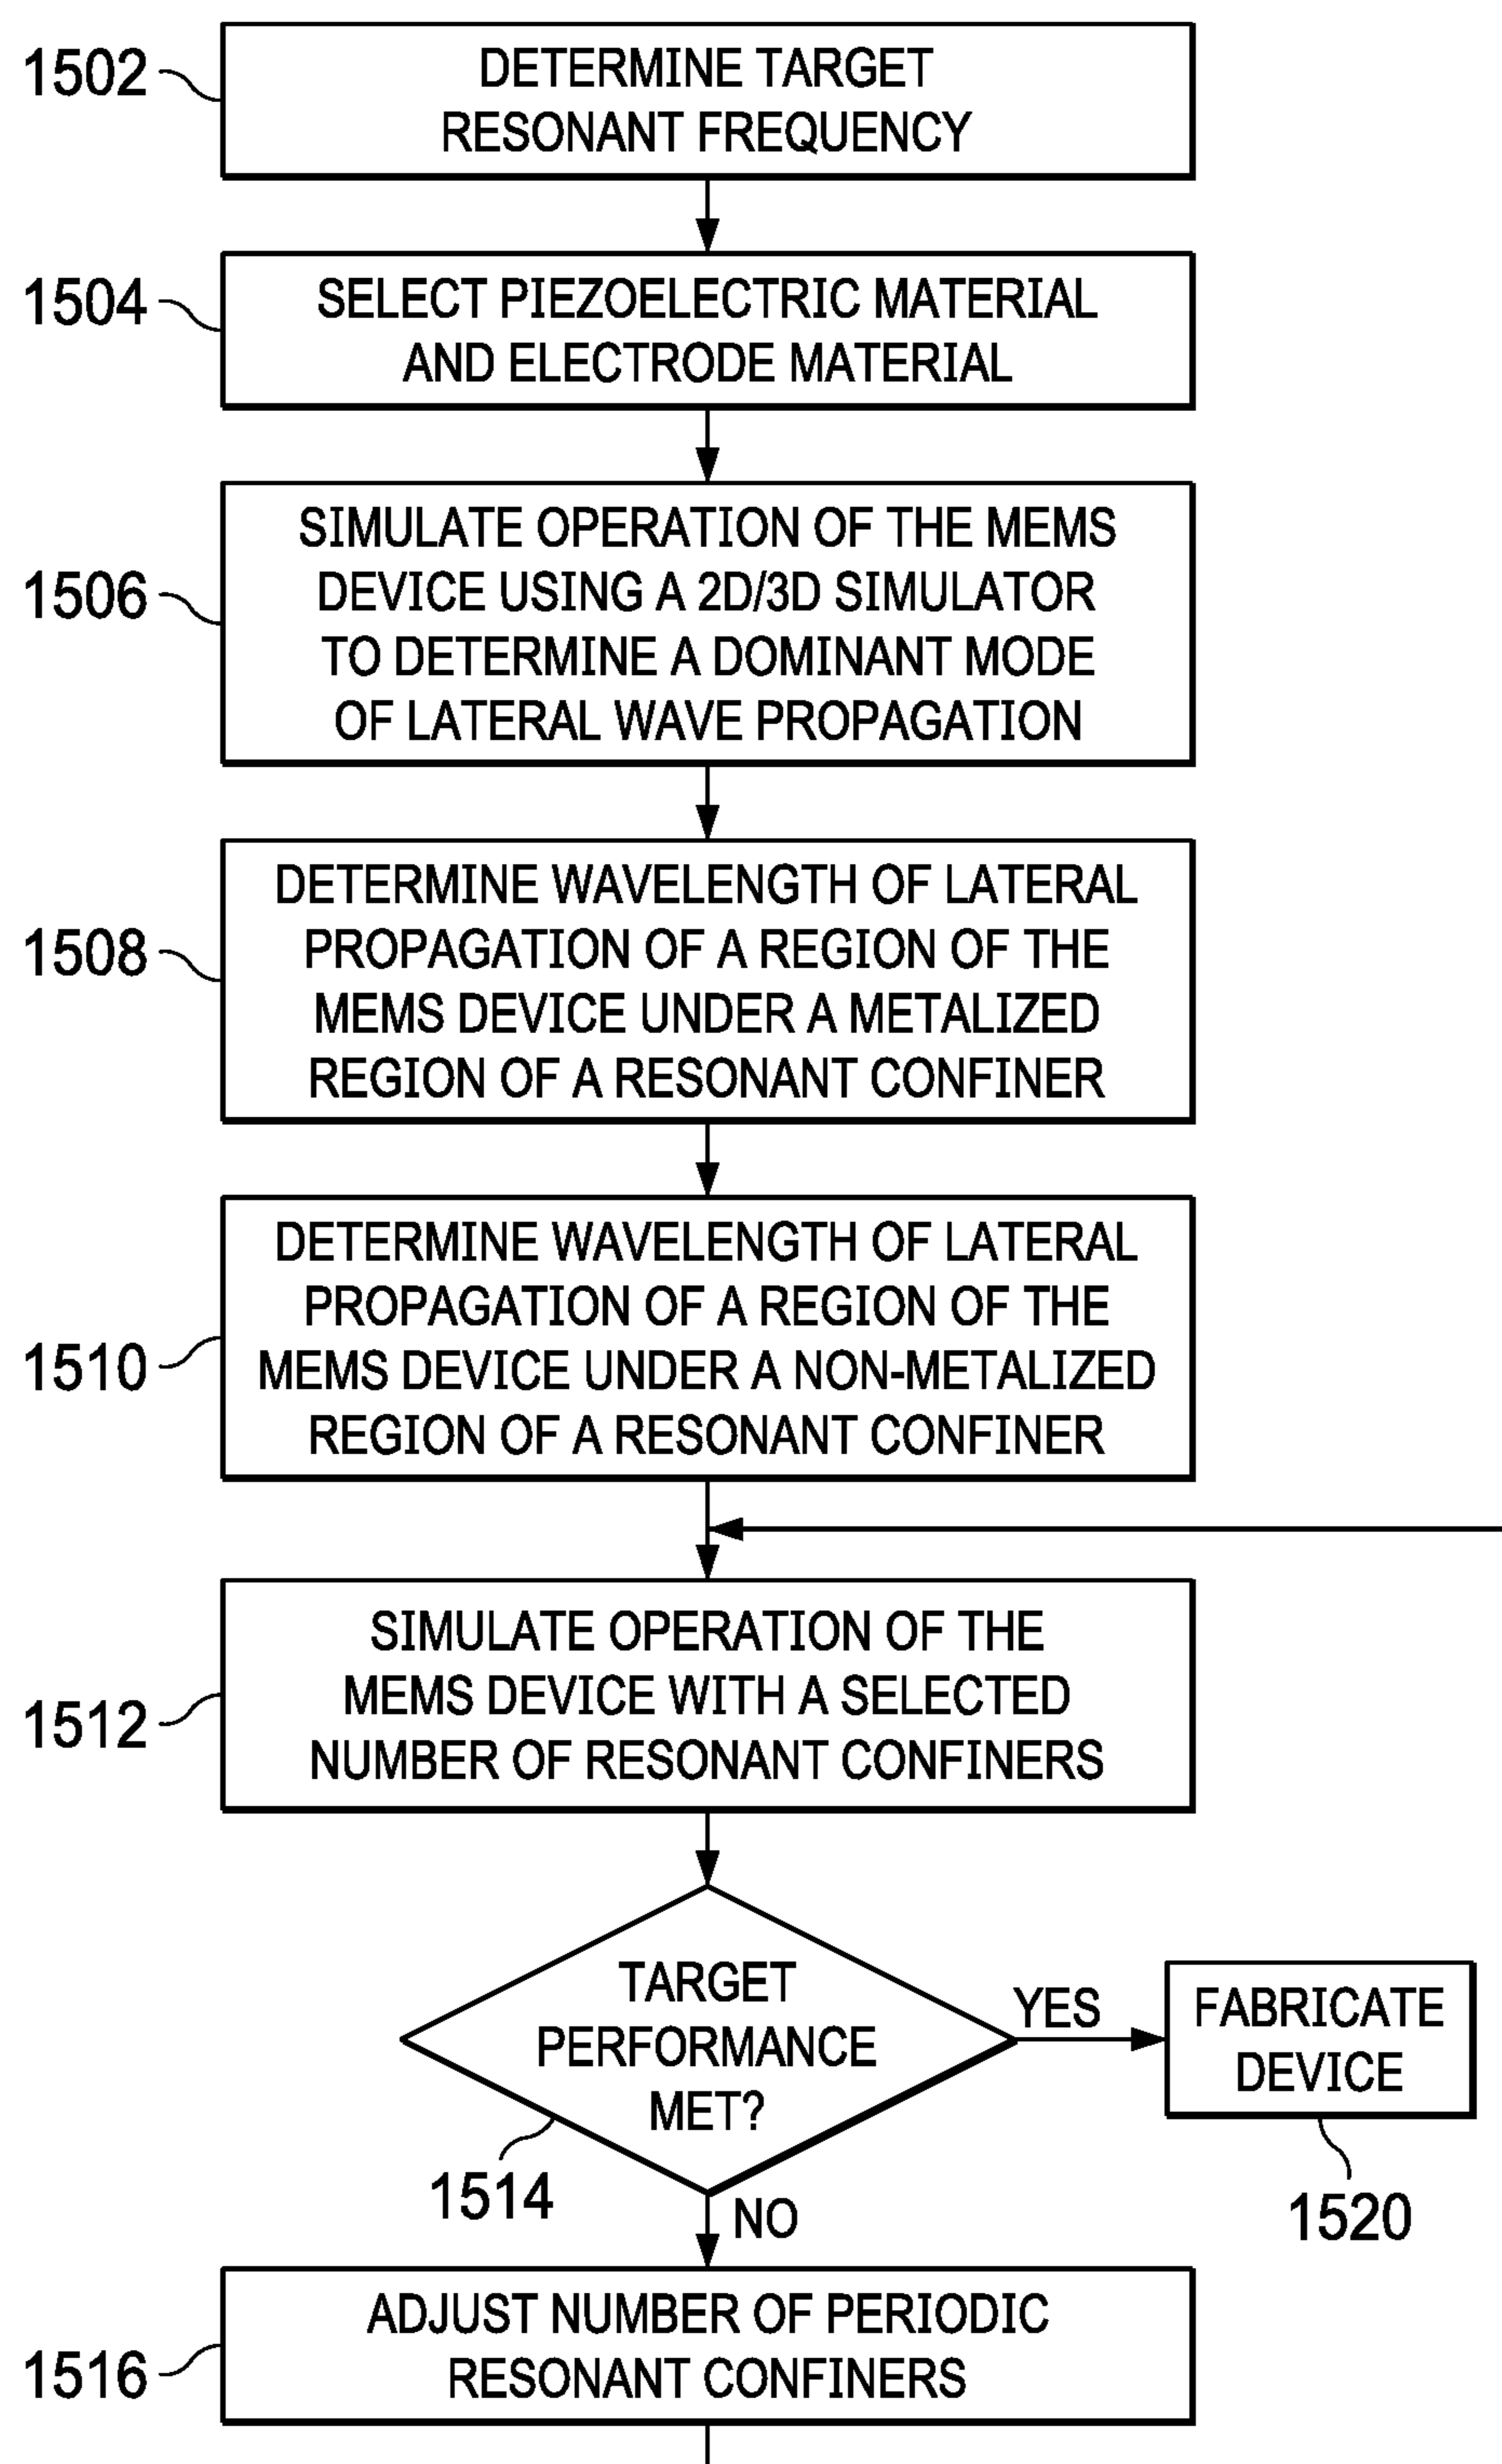 1502
DETERMINE TARGET
RESONANT FREQUENCY
1504
SELECT PIEZOELECTRIC MATERIAL
AND ELECTRODE MATERIAL
1506
SIMULATE OPERATION OF THE MEMS
DEVICE USING A 2D/3D SIMULATOR
TO DETERMINE A DOMINANT MODE
OF LATERAL WAVE PROPAGATION
1508
DETERMINE WAVELENGTH OF LATERAL
PROPAGATION OF A REGION OF THE
MEMS DEVICE UNDER A METALIZED
REGION OF A RESONANT CONFINER
1510
DETERMINE WAVELENGTH OF LATERAL
PROPAGATION OF A REGION OF THE
MEMS DEVICE UNDER A NON-METALIZED
REGION OF A RESONANT CONFINER
1512
SIMULATE OPERATION OF THE
MEMS DEVICE WITH A SELECTED
NUMBER OF RESONANT CONFINERS
TARGET
PERFORMANCE
MET?
1514
YES
FABRICATE
DEVICE
1520
NO
1516
ADJUST NUMBER OF PERIODIC
RESONANT CONFINERS